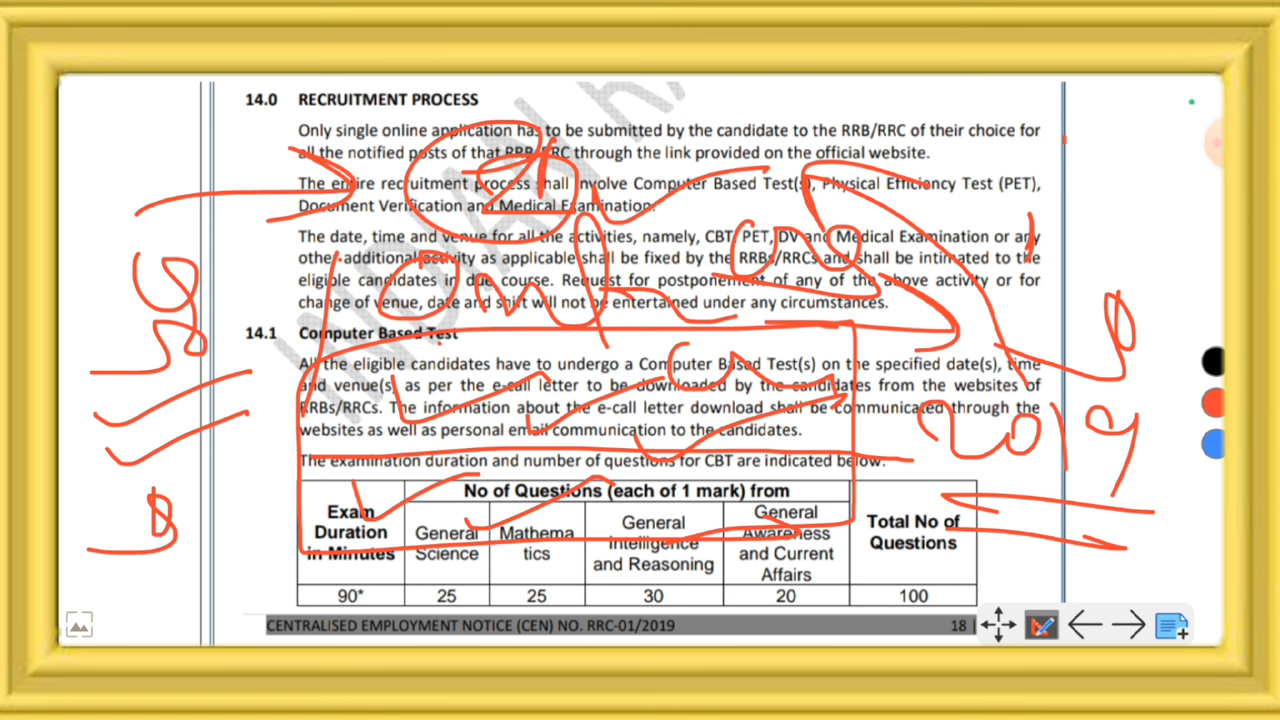 14.0 RECRUITMENT PROCESS
Only single online application has to be submitted by the candidate to the RRB/RRC of their choice for
all the notified posts of that RRB/RRC through the link provided on the official website.
The entire recruitment process shall involve Computer Based Test(s), Physical Efficiency Test (PET),
Document Verification and Medical Examination.
The date, time and venue for all the activities, namely, CBT, PET, DV and Medical Examination or any
other additional activity as applicable shall be fixed by the RRBs/RRCs and shall be intimated to the
eligible candidates in due course. Request for postponement of any of the above activity or for
change of venue, date and shift will not be entertained under any circumstances.
14.1 Computer Based Test
All the eligible candidates have to undergo a Computer Based Test(s) on the specified date(s), time
and venue(s) as per the e-call letter to be downloaded by the candidates from the websites of
RRBs/RRCs. The information about the e-call letter download shall be communicated through the
websites as well as personal email communication to the candidates.
2019
The examination duration and number of questions for CBT are indicated below:
Exam Duration in Minutes
No of Questions (each of 1 mark) from
Total No of Questions
General Science
Mathema tics
General Intelligence and Reasoning
General Awareness and Current Affairs
90* 25 25 30 20 100
CENTRALISED EMPLOYMENT NOTICE (CEN) NO. RRC-01/2019 18